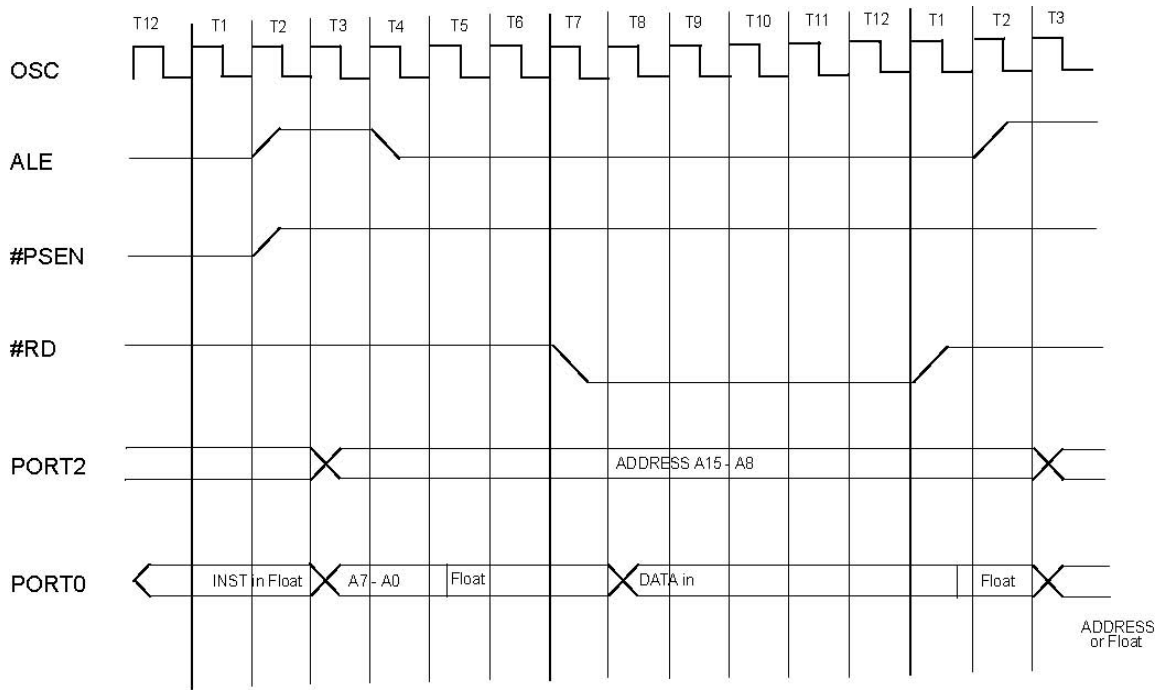 T12 T1 T2 T3 T4 T5 T6 T7 T8 T9 T10 T11 T12 T1 T2 T3
OSC
ALE
#PSEN
#RD
PORT2 ADDRESS A15 - A8
PORT0 INST in Float A7 - A0 Float DATA in Float
ADDRESS
or Float